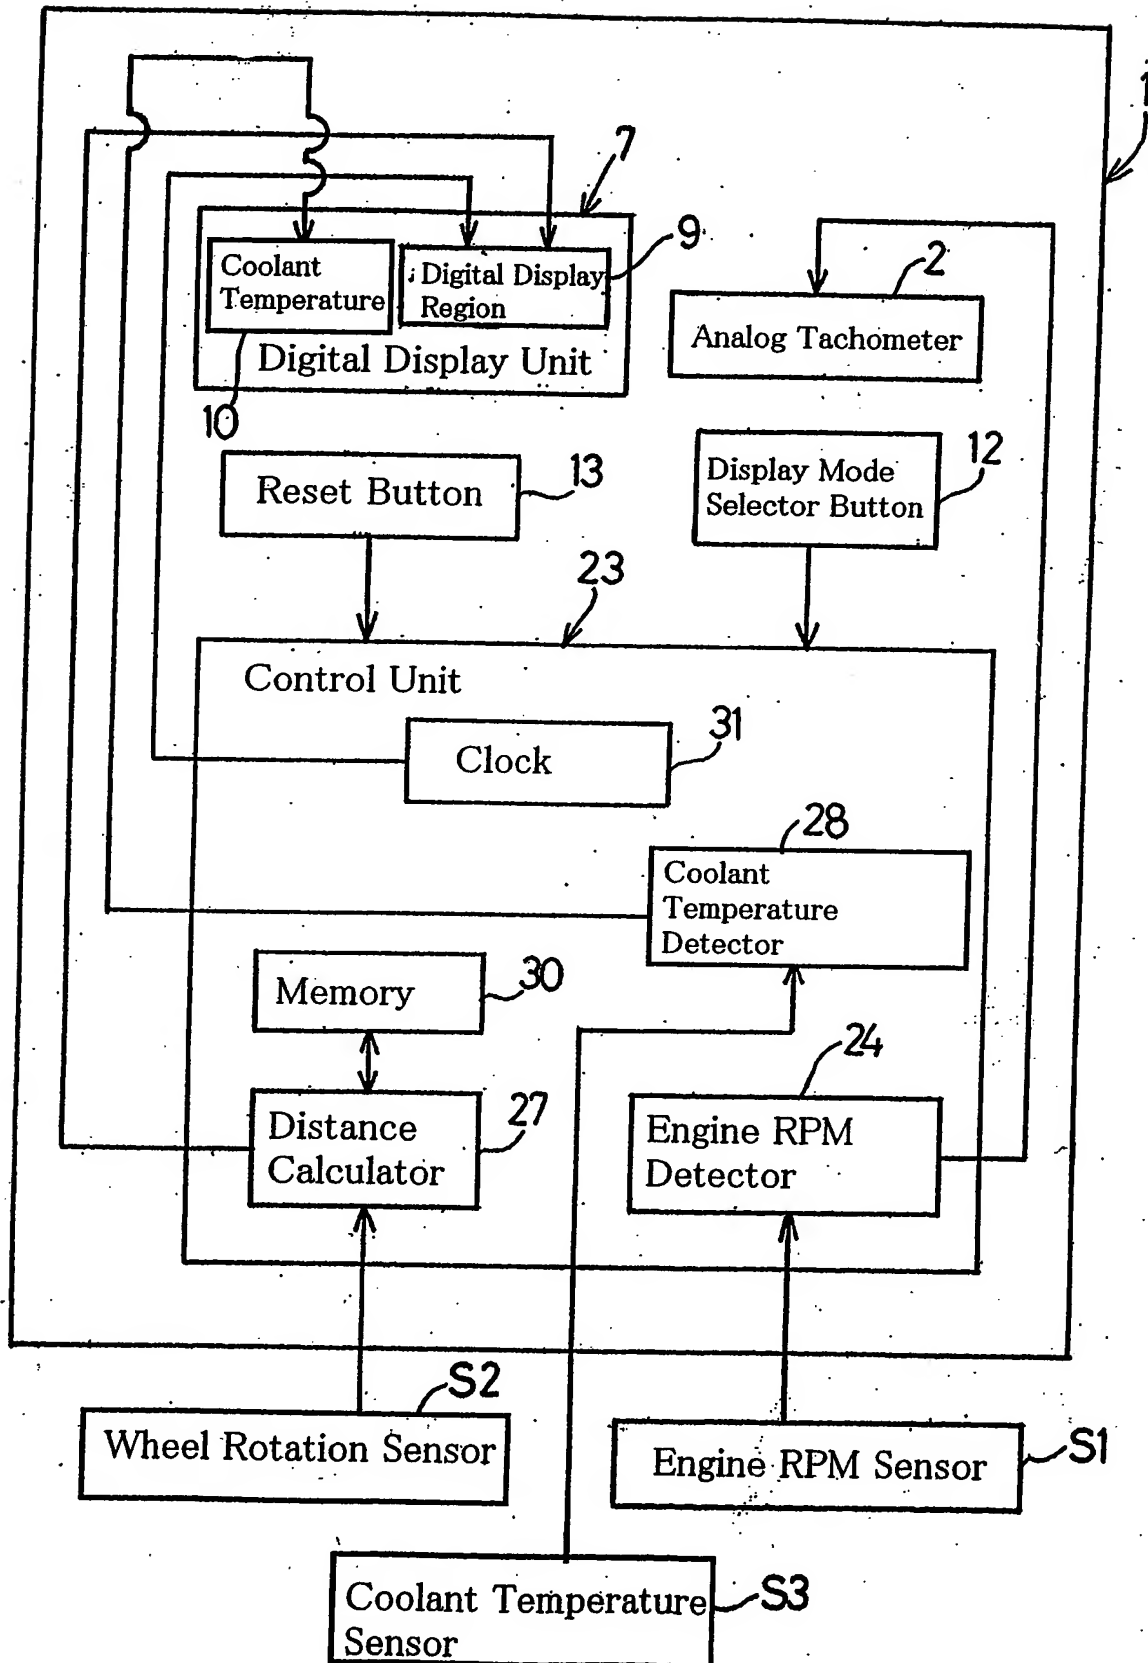 1
7
9
Coolant
Temperature
Digital Display
Region
2
Analog Tachometer
Digital Display Unit
10
12
13
Reset Button
Display Mode
Selector Button
23
Control Unit
31
Clock
28
Coolant
Temperature
Detector
30
Memory
24
27
Distance
Calculator
Engine RPM
Detector
S2
Wheel Rotation Sensor
S1
Engine RPM Sensor
S3
Coolant Temperature
Sensor